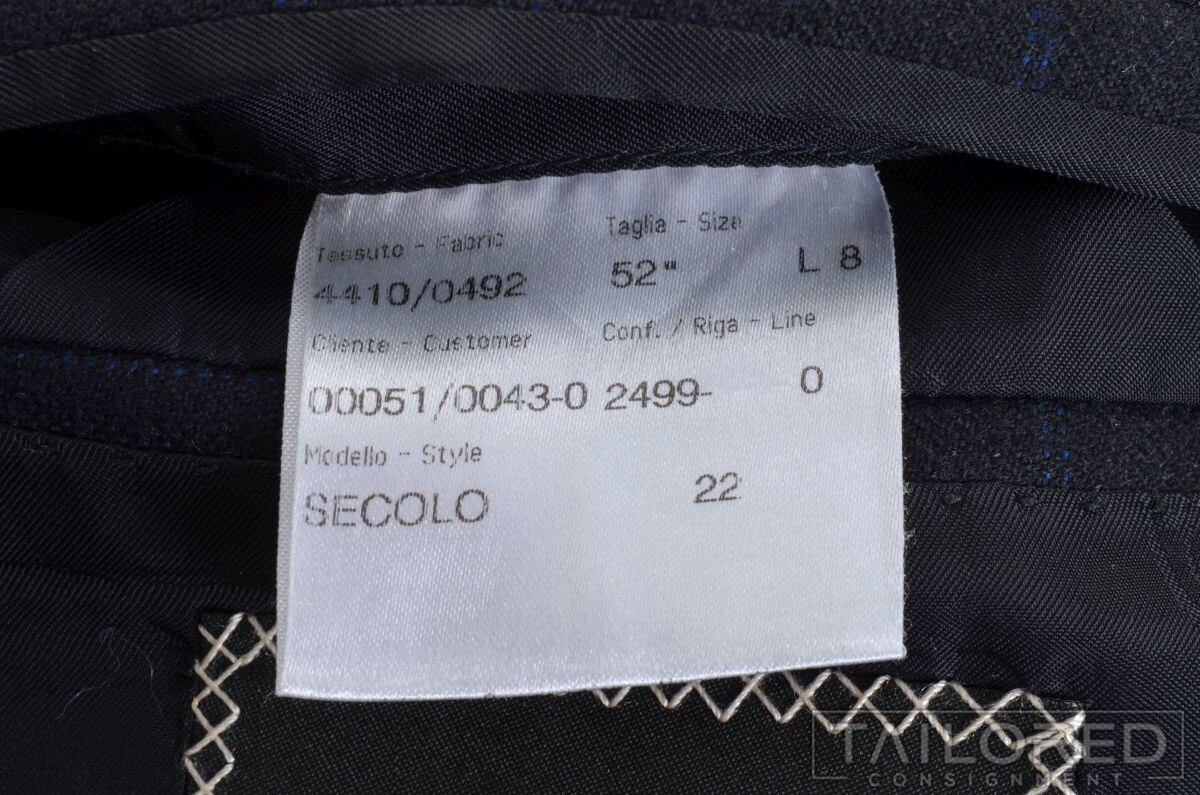 Tessuto - Fabric Taglia - Size
4410/0492 52" L 8
Cliente - Customer Conf. / Riga - Line
00051/0043-0 2499- 0
Modello - Style
SECOLO 22
TAILORED
CONSIGNMENT